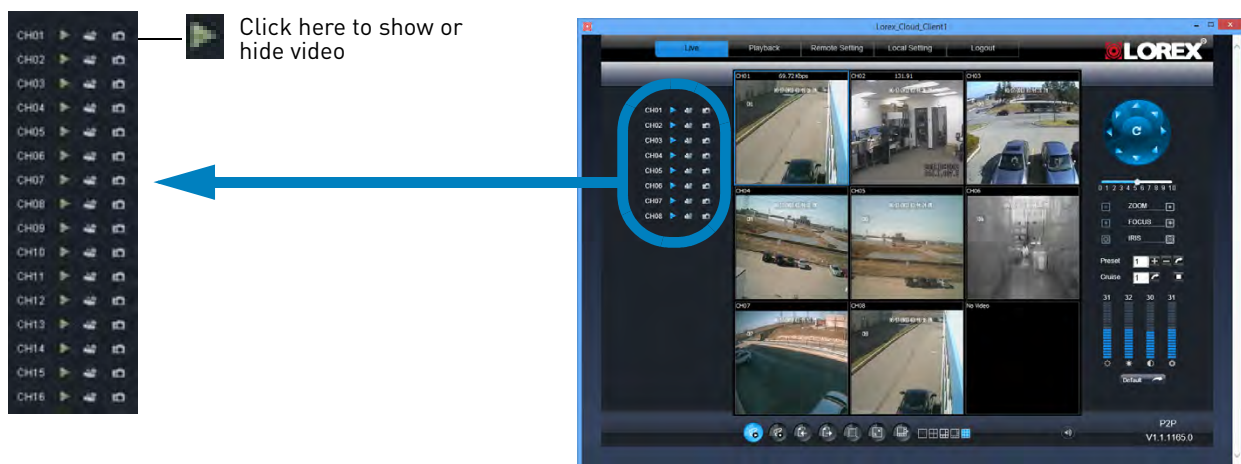 CH01
CH02
CH03
CH04
CH05
CH06
CH07
CH08
CH09
CH10
CH11
CH12
CH13
CH14
CH15
CH16
Click here to show or
hide video
Lorex_Cloud_Client1
Live Playback Remote Setting Local Setting Logout
LOREX
CH01 69.72 Kbps CH02 131.91 CH03
CH01
CH02
CH03
CH04
CH05
CH06
CH07
CH08
CH04 CH05 CH06
CH07 CH08 No Video
0 1 2 3 4 5 6 7 8 9 10
ZOOM
FOCUS
IRIS
Preset 1
Cruise 1
31 32 30 31
Default
P2P
V1.1.1165.0